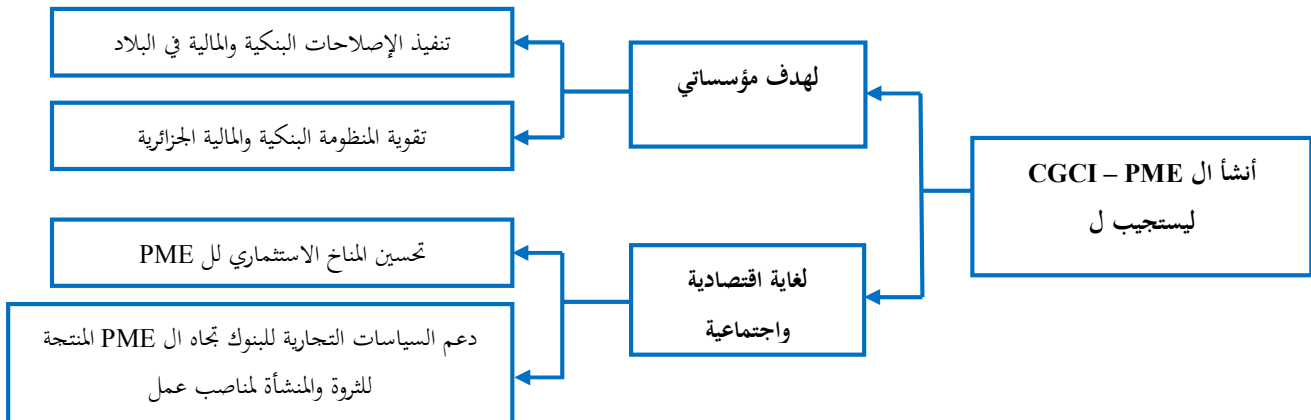 أنشأ ال CGCI – PME
ليستجيب ل
لهدف مؤسساتي
تنفيذ الإصلاحات البنكية والمالية في البلاد
تقوية المنظومة البنكية والمالية الجزائرية
لغاية اقتصادية
واجتماعية
تحسين المناخ الاستثماري لل PME
دعم السياسات التجارية للبنوك تجاه ال PME المنتجة
للثروة والمنشأة لمناصب عمل